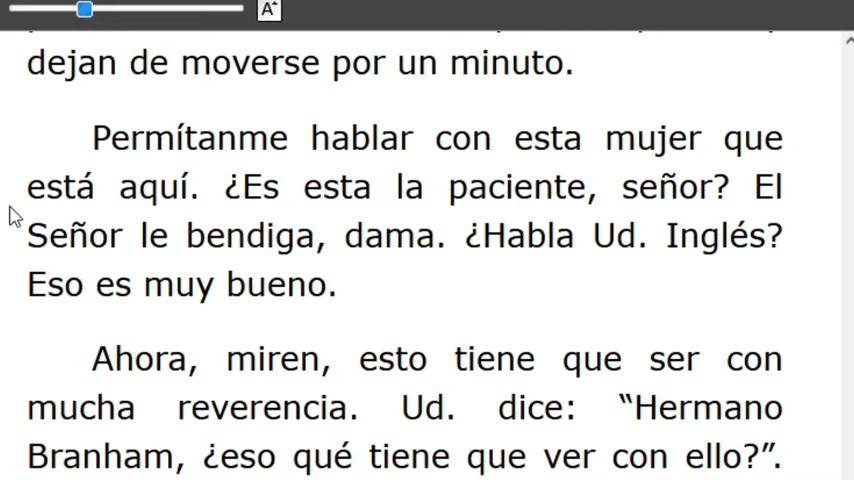 A
dejan de moverse por un minuto.
Permítanme hablar con esta mujer que
está aquí. ¿Es esta la paciente, señor? El
Señor le bendiga, dama. ¿Habla Ud. Inglés?
Eso es muy bueno.
Ahora, miren, esto tiene que ser con
mucha reverencia. Ud. dice: “Hermano
Branham, ¿eso qué tiene que ver con ello?”.